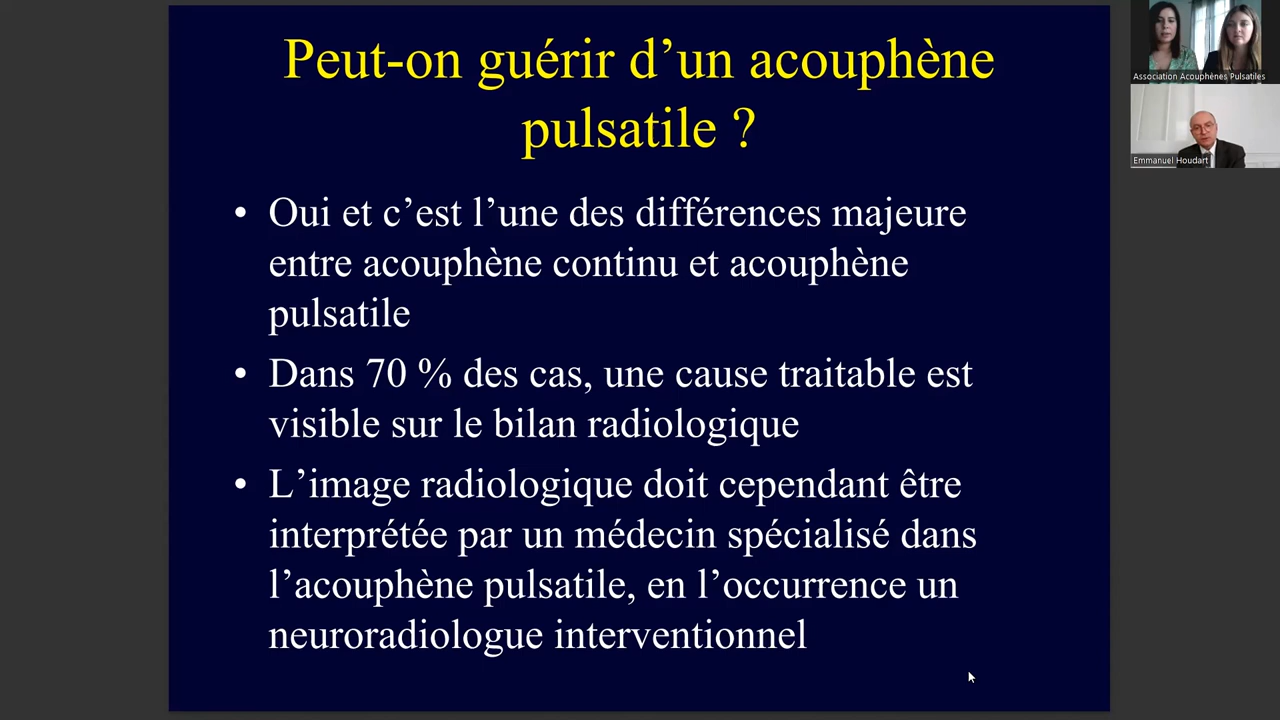 Peut-on guérir d’un acouphène
pulsatile ?
• Oui et c’est l’une des différences majeure
entre acouphène continu et acouphène
pulsatile
• Dans 70 % des cas, une cause traitable est
visible sur le bilan radiologique
• L’image radiologique doit cependant être
interprétée par un médecin spécialisé dans
l’acouphène pulsatile, en l’occurrence un
neuroradiologue interventionnel
Association Acouphènes Pulsatiles
Emmanuel Houdart